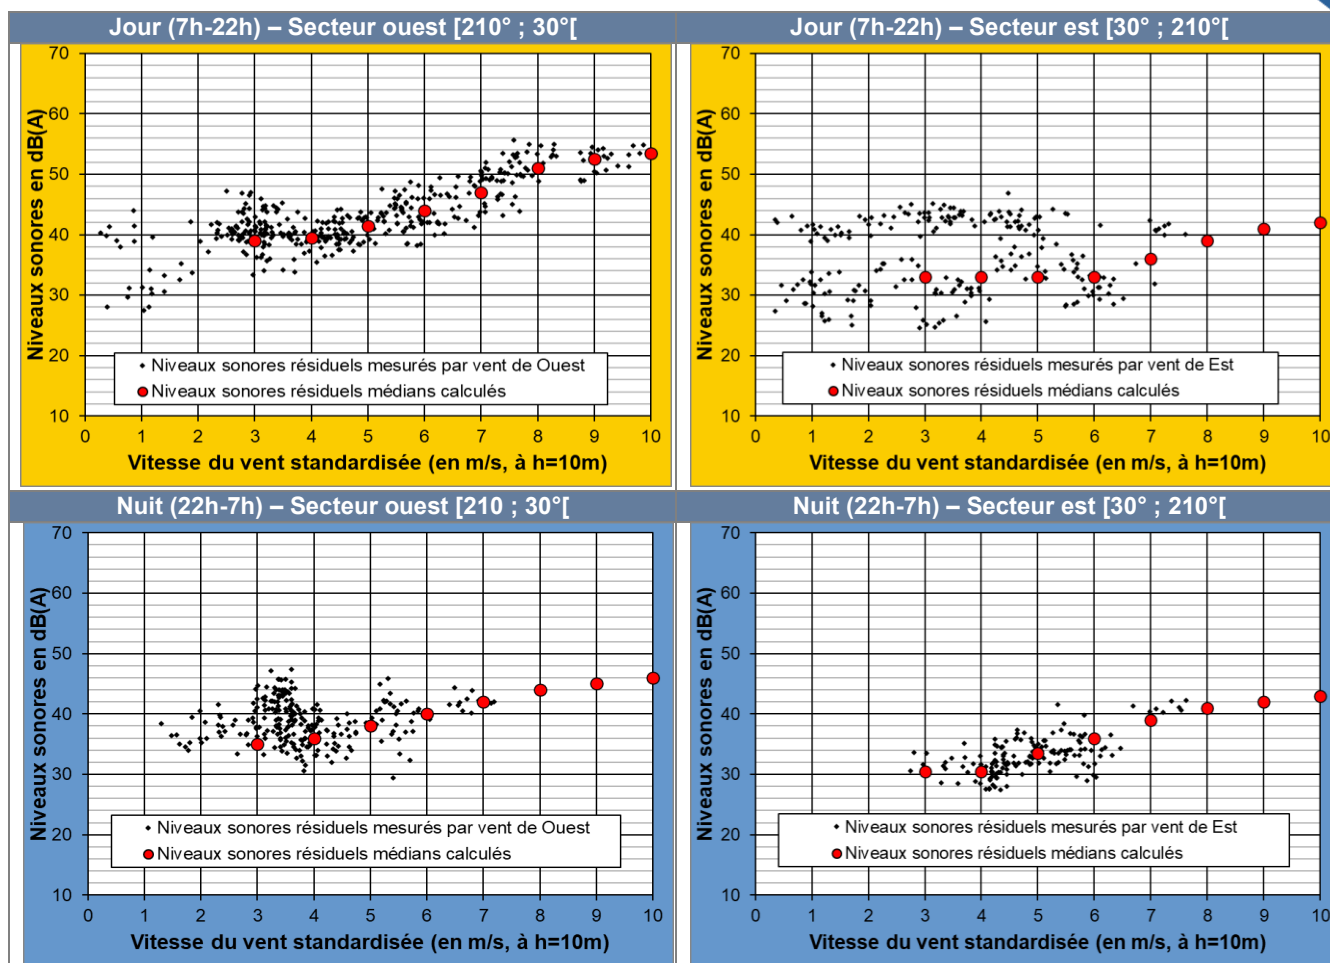 Jour (7h-22h) – Secteur ouest [210° ; 30°[
Niveaux sonores en dB(A)
70
60
50
40
30
20
10
Niveaux sonores résiduels mesurés par vent de Ouest
Niveaux sonores résiduels médians calculés
0 1 2 3 4 5 6 7 8 9 10
Vitesse du vent standardisée (en m/s, à h=10m)
Jour (7h-22h) – Secteur est [30° ; 210°[
Niveaux sonores en dB(A)
70
60
50
40
30
20
10
Niveaux sonores résiduels mesurés par vent de Est
Niveaux sonores résiduels médians calculés
0 1 2 3 4 5 6 7 8 9 10
Vitesse du vent standardisée (en m/s, à h=10m)
Nuit (22h-7h) – Secteur ouest [210 ; 30°[
Niveaux sonores en dB(A)
70
60
50
40
30
20
10
Niveaux sonores résiduels mesurés par vent de Ouest
Niveaux sonores résiduels médians calculés
0 1 2 3 4 5 6 7 8 9 10
Vitesse du vent standardisée (en m/s, à h=10m)
Nuit (22h-7h) – Secteur est [30° ; 210°[
Niveaux sonores en dB(A)
70
60
50
40
30
20
10
Niveaux sonores résiduels mesurés par vent de Est
Niveaux sonores résiduels médians calculés
0 1 2 3 4 5 6 7 8 9 10
Vitesse du vent standardisée (en m/s, à h=10m)